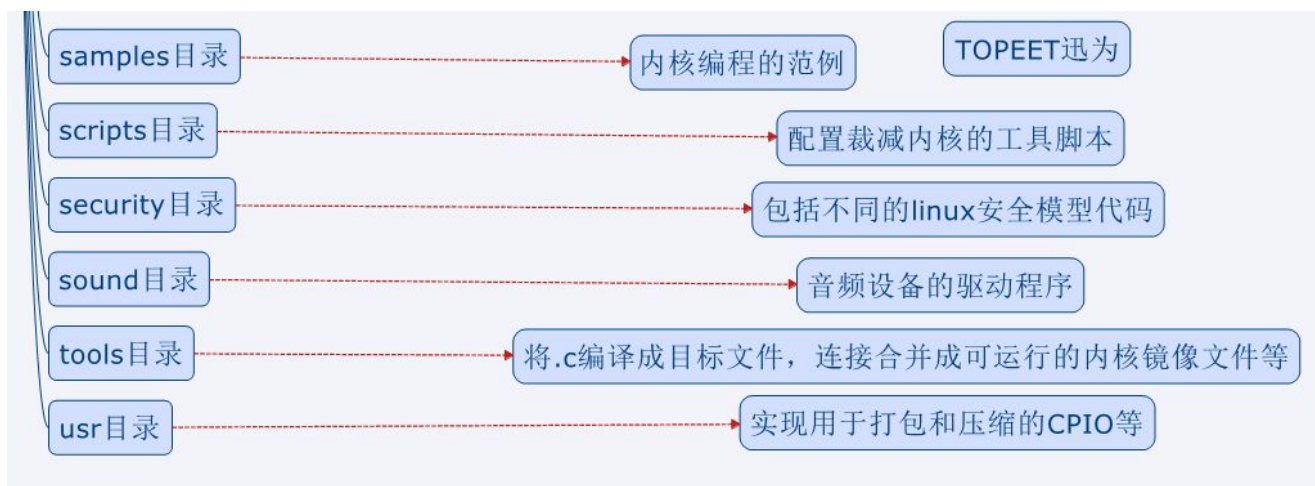 samples目录
内核编程的范例
TOPEET迅为
scripts目录
配置裁减内核的工具脚本
security目录
包括不同的linux安全模型代码
sound目录
音频设备的驱动程序
tools目录
将.c编译成目标文件，连接合并成可运行的内核镜像文件等
usr目录
实现用于打包和压缩的CPIO等